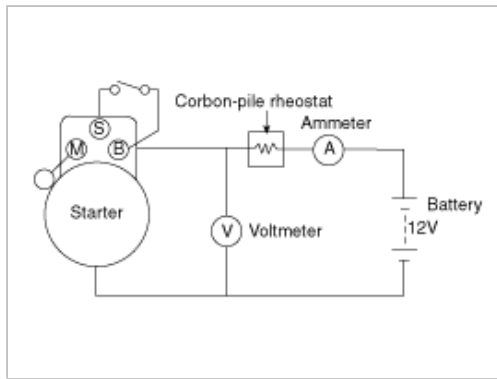 Corbon-pile rheostat
Ammeter
S
M
B
A
Battery
12V
Starter
V
Voltmeter